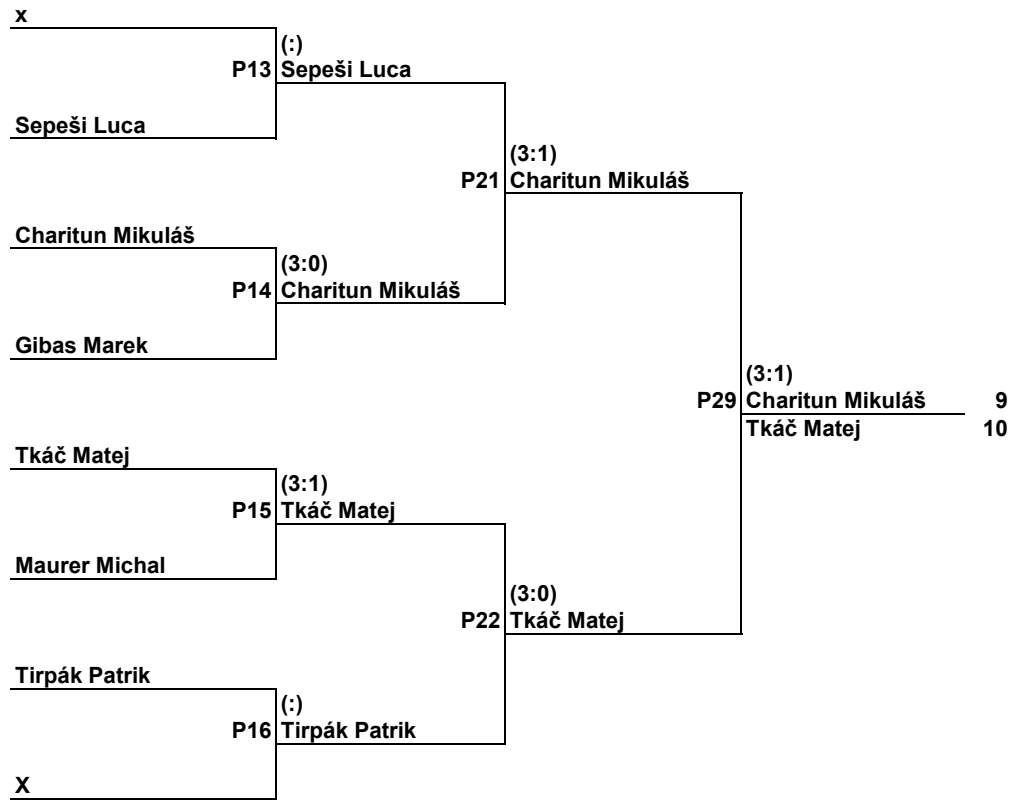 x
(:)
P13 Sepeši Luca
Sepeši Luca
(3:1)
P21 Charitun Mikuláš
Charitun Mikuláš
(3:0)
P14 Charitun Mikuláš
Gibas Marek
(3:1)
P29 Charitun Mikuláš 9
Tkáč Matej 10
Tkáč Matej
(3:1)
P15 Tkáč Matej
Maurer Michal
(3:0)
P22 Tkáč Matej
Tirpák Patrik
(:)
P16 Tirpák Patrik
X